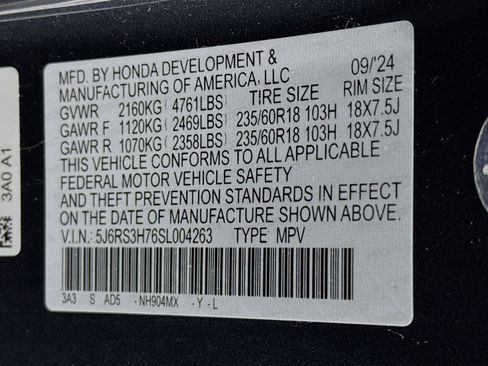 MFD. BY HONDA DEVELOPMENT & 09/'24
MANUFACTURING OF AMERICA, LLC
GVWR 2160KG( 4761LBS) TIRE SIZE RIM SIZE
GAWR F 1120KG( 2469LBS) 235/60R18 103H 18X7.5J
GAWR R 1070KG( 2358LBS) 235/60R18 103H 18X7.5J
THIS VEHICLE CONFORMS TO ALL APPLICABLE
FEDERAL MOTOR VEHICLE SAFETY
AND THEFT PREVENTION STANDARDS IN EFFECT
ON THE DATE OF MANUFACTURE SHOWN ABOVE.
V.I.N.: 5J6RS3H76SL004263 TYPE: MPV
3A3 S AD5 -NH904MX -Y-L
3A0 A1